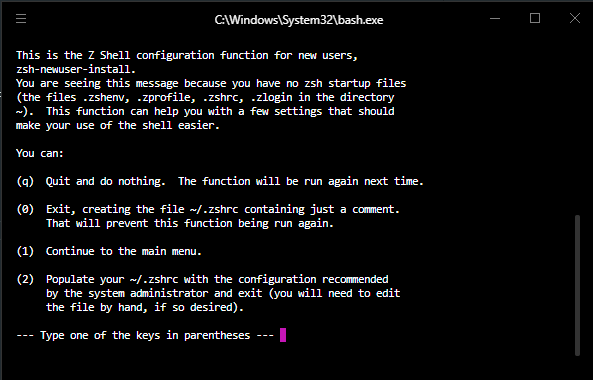 C:\Windows\System32\bash.exe
This is the Z Shell configuration function for new users,
zsh-newuser-install.
You are seeing this message because you have no zsh startup files
(the files .zshenv, .zprofile, .zshrc, .zlogin in the directory
~).  This function can help you with a few settings that should
make your use of the shell easier.
You can:
(q)  Quit and do nothing.  The function will be run again next time.
(0)  Exit, creating the file ~/.zshrc containing just a comment.
That will prevent this function being run again.
(1)  Continue to the main menu.
(2)  Populate your ~/.zshrc with the configuration recommended
by the system administrator and exit (you will need to edit
the file by hand, if so desired).
--- Type one of the keys in parentheses ---